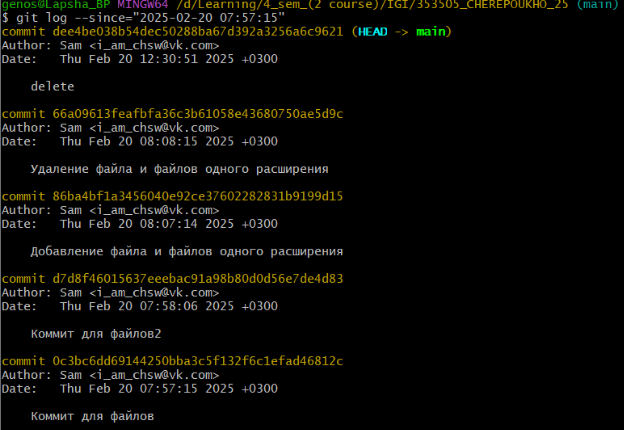 genos@Lapsha_BP MINGW64 /d/Learning/4_sem_(2 course)/IGI/353505_CHEREPOUKHO_25 (main)
$ git log --since="2025-02-20 07:57:15"
commit dee4be038b54dec50288ba67d392a3256a6c9621 (HEAD -> main)
Author: Sam <i_am_chsw@vk.com>
Date:   Thu Feb 20 12:30:51 2025 +0300
    delete
commit 66a09613feafbfa36c3b61058e43680750ae5d9c
Author: Sam <i_am_chsw@vk.com>
Date:   Thu Feb 20 08:08:15 2025 +0300
    Удаление файла и файлов одного расширения
commit 86ba4bf1a3456040e92ce37602282831b9199d15
Author: Sam <i_am_chsw@vk.com>
Date:   Thu Feb 20 08:07:14 2025 +0300
    Добавление файла и файлов одного расширения
commit d7d8f46015637eeebac91a98b80d0d56e7de4d83
Author: Sam <i_am_chsw@vk.com>
Date:   Thu Feb 20 07:58:06 2025 +0300
    Коммит для файлов2
commit 0c3bc6dd69144250bba3c5f132f6c1efad46812c
Author: Sam <i_am_chsw@vk.com>
Date:   Thu Feb 20 07:57:15 2025 +0300
    Коммит для файлов